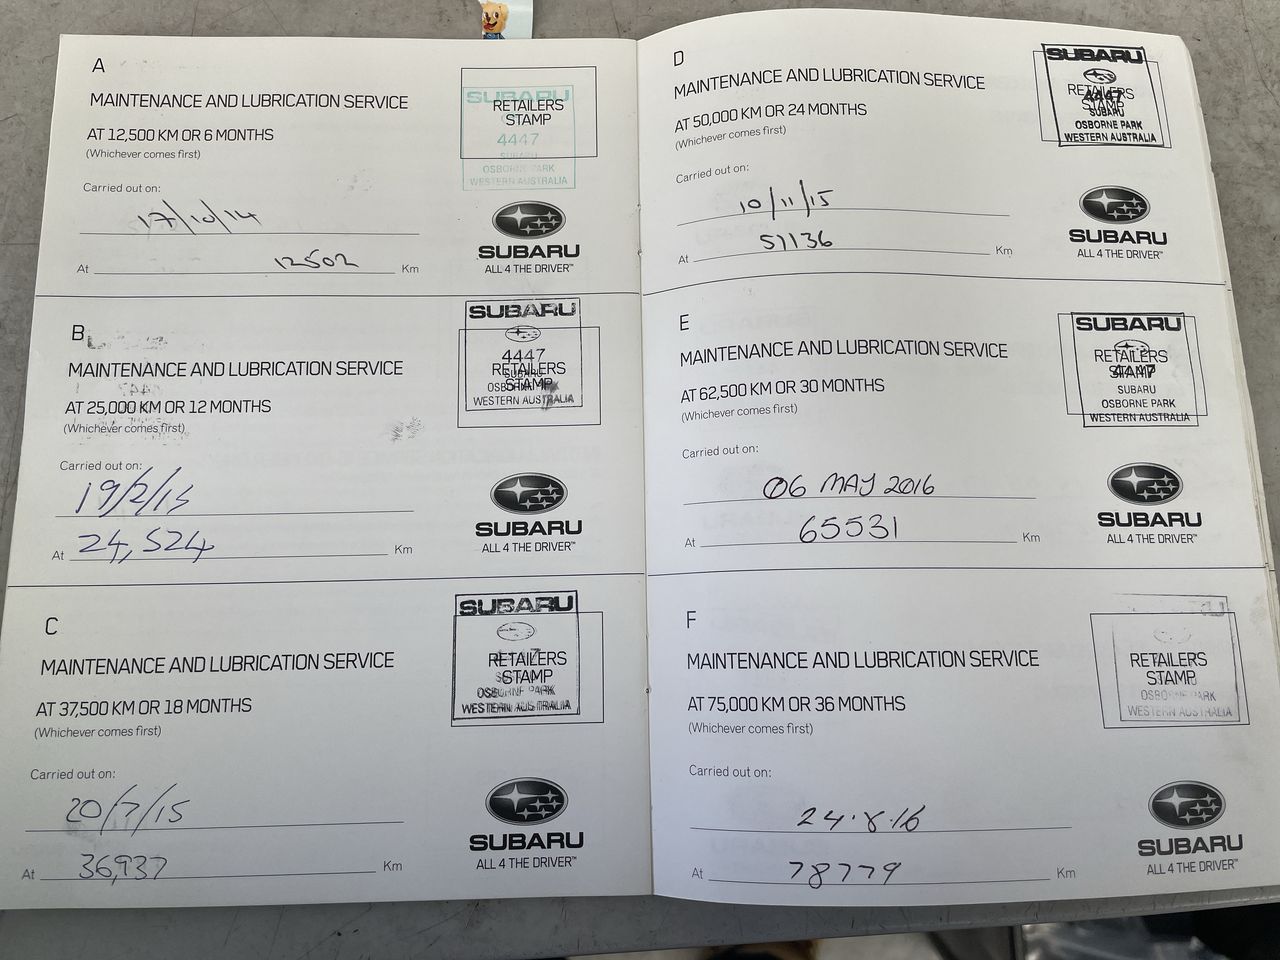 A
MAINTENANCE AND LUBRICATION SERVICE
AT 12,500 KM OR 6 MONTHS
(Whichever comes first)
Carried out on:
17/10/14
At 12502 Km
SUBARU
RETAILERS
STAMP
4447
SUBARU
OSBORNE PARK
WESTERN AUSTRALIA
SUBARU
ALL 4 THE DRIVER™
B
MAINTENANCE AND LUBRICATION SERVICE
AT 25,000 KM OR 12 MONTHS
(Whichever comes first)
Carried out on:
19/2/15
At 24,524 Km
SUBARU
4447
RETAILERS
SUBARU
STAMP
OSBORNE PARK
WESTERN AUSTRALIA
SUBARU
ALL 4 THE DRIVER™
C
MAINTENANCE AND LUBRICATION SERVICE
AT 37,500 KM OR 18 MONTHS
(Whichever comes first)
Carried out on:
20/7/15
At 36,937 Km
SUBARU
RETAILERS
STAMP
OSBORNE PARK
WESTERN AUSTRALIA
SUBARU
ALL 4 THE DRIVER™
D
MAINTENANCE AND LUBRICATION SERVICE
AT 50,000 KM OR 24 MONTHS
(Whichever comes first)
Carried out on:
10/11/15
At 51136 Km
SUBARU
RETAILERS
4447
STAMP
SUBARU
OSBORNE PARK
WESTERN AUSTRALIA
SUBARU
ALL 4 THE DRIVER™
E
MAINTENANCE AND LUBRICATION SERVICE
AT 62,500 KM OR 30 MONTHS
(Whichever comes first)
Carried out on:
06 MAY 2016
At 65531 Km
SUBARU
RETAILERS
STAMP
4447
SUBARU
OSBORNE PARK
WESTERN AUSTRALIA
SUBARU
ALL 4 THE DRIVER™
F
MAINTENANCE AND LUBRICATION SERVICE
AT 75,000 KM OR 36 MONTHS
(Whichever comes first)
Carried out on:
24.8.16
At 78779 Km
RETAILERS
STAMP
OSBORNE PARK
WESTERN AUSTRALIA
SUBARU
ALL 4 THE DRIVER™